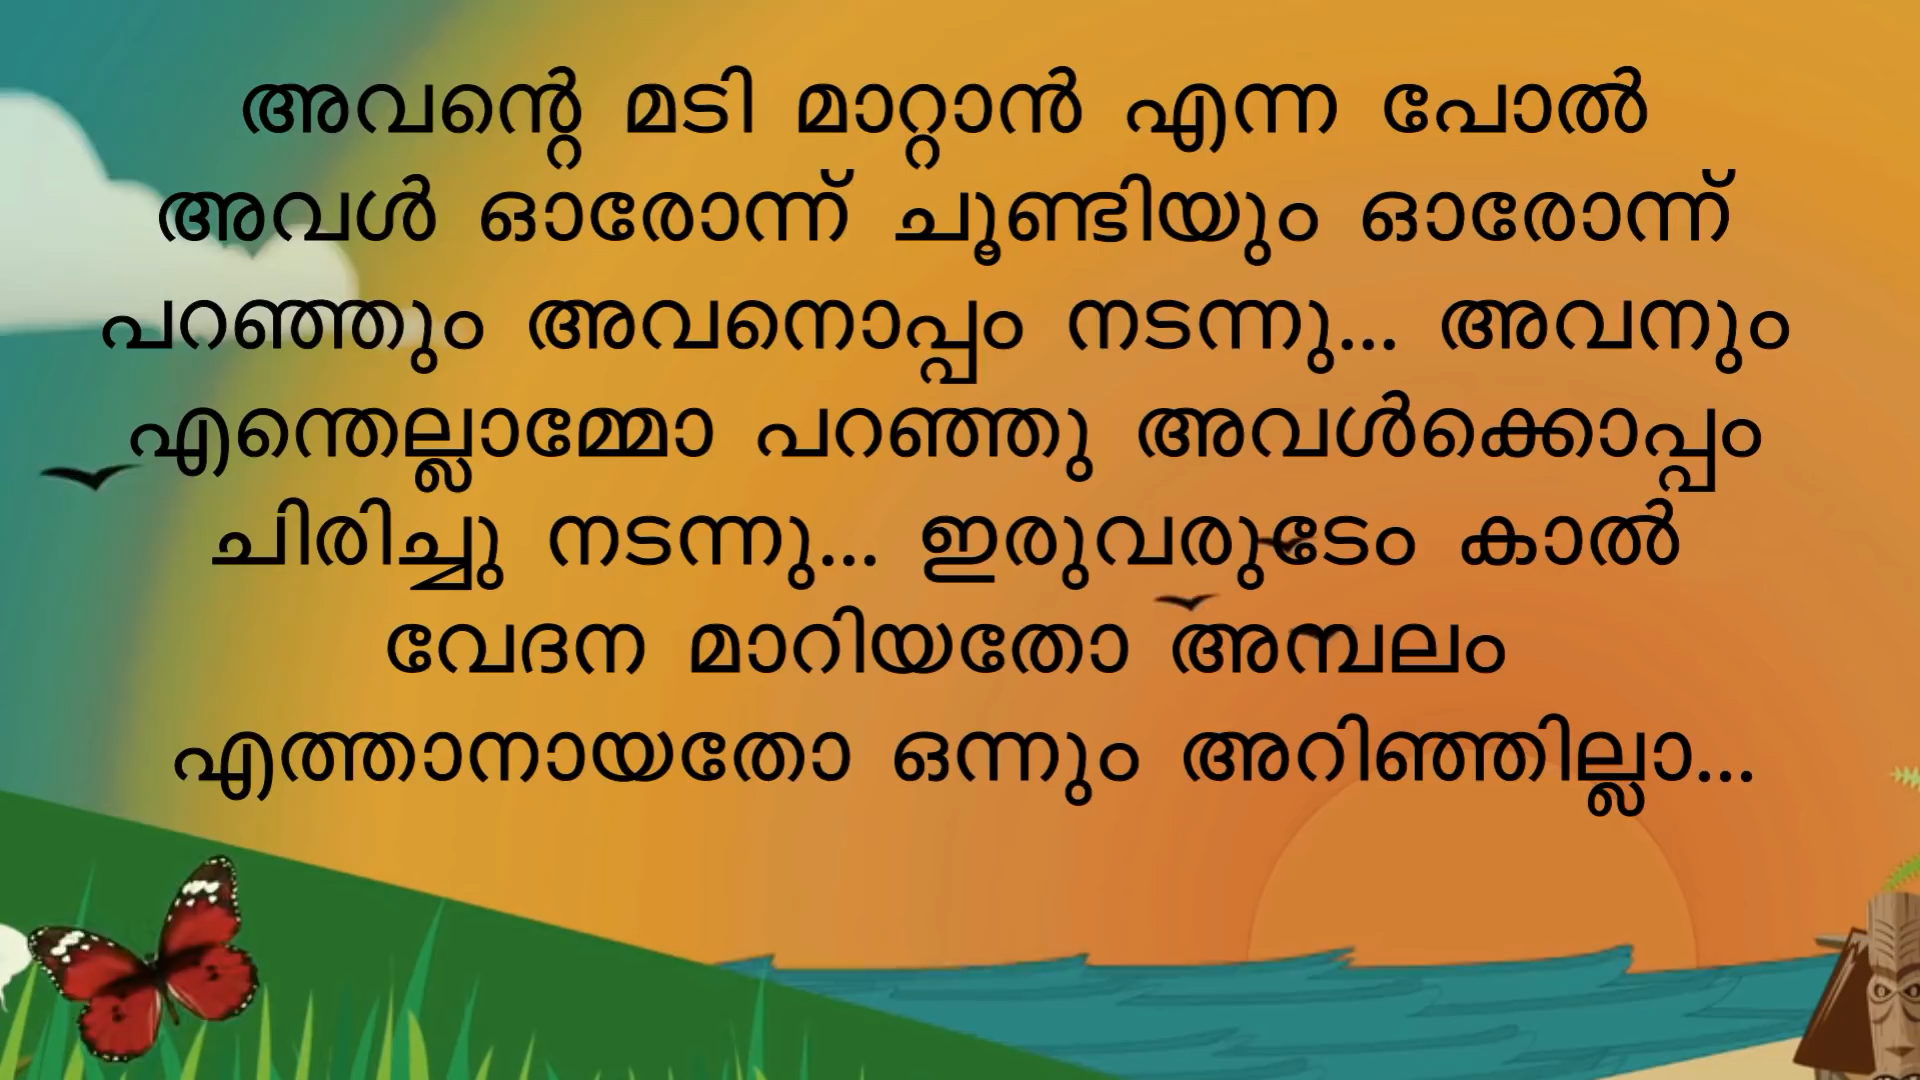 അവന്റെ മടി മാറ്റാൻ എന്ന പോൽ
അവൾ ഓരോന്ന് ചൂണ്ടിയും ഓരോന്ന്
പറഞ്ഞും അവനൊപ്പം നടന്നു... അവനും
എന്തെല്ലാമ്മോ പറഞ്ഞു അവൾക്കൊപ്പം
ചിരിച്ചു നടന്നു... ഇരുവരുടേം കാൽ
വേദന മാറിയതോ അമ്പലം
എത്താനായതോ ഒന്നും അറിഞ്ഞില്ലാ...